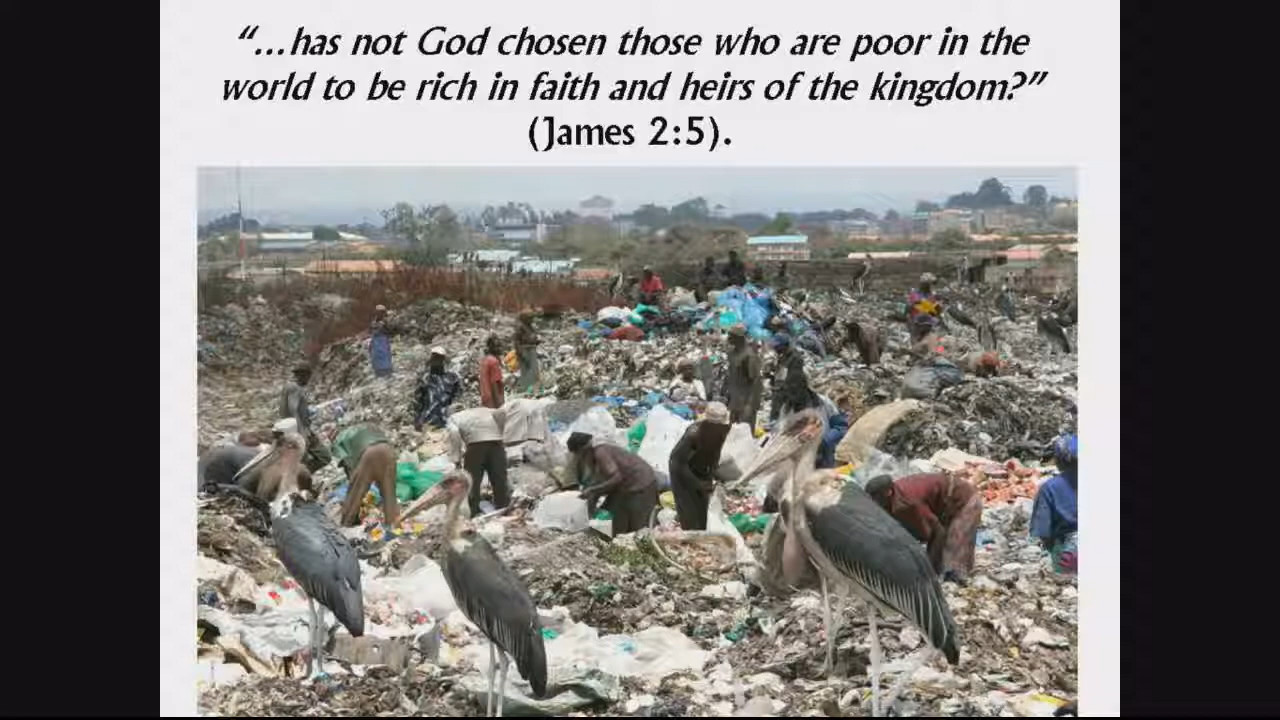 “...has not God chosen those who are poor in the
world to be rich in faith and heirs of the kingdom?”
(James 2:5).